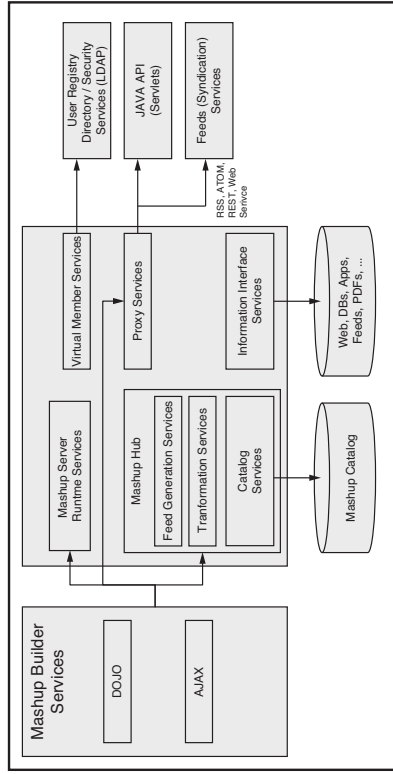 Mashup Builder
Services
DOJO
AJAX
Mashup Server
Runtme Services
Mashup Hub
Feed Generation Services
Tranformation Services
Catalog
Services
Virtual Member Services
Proxy Services
Information Interface
Services
User Registry
Directory / Security
Services (LDAP)
JAVA API
(Servlets)
Feeds (Syndication)
Services
RSS, ATOM,
REST, Web
Serivce
Mashup Catalog
Web, DBs, Apps,
Feeds, PDFs, ...